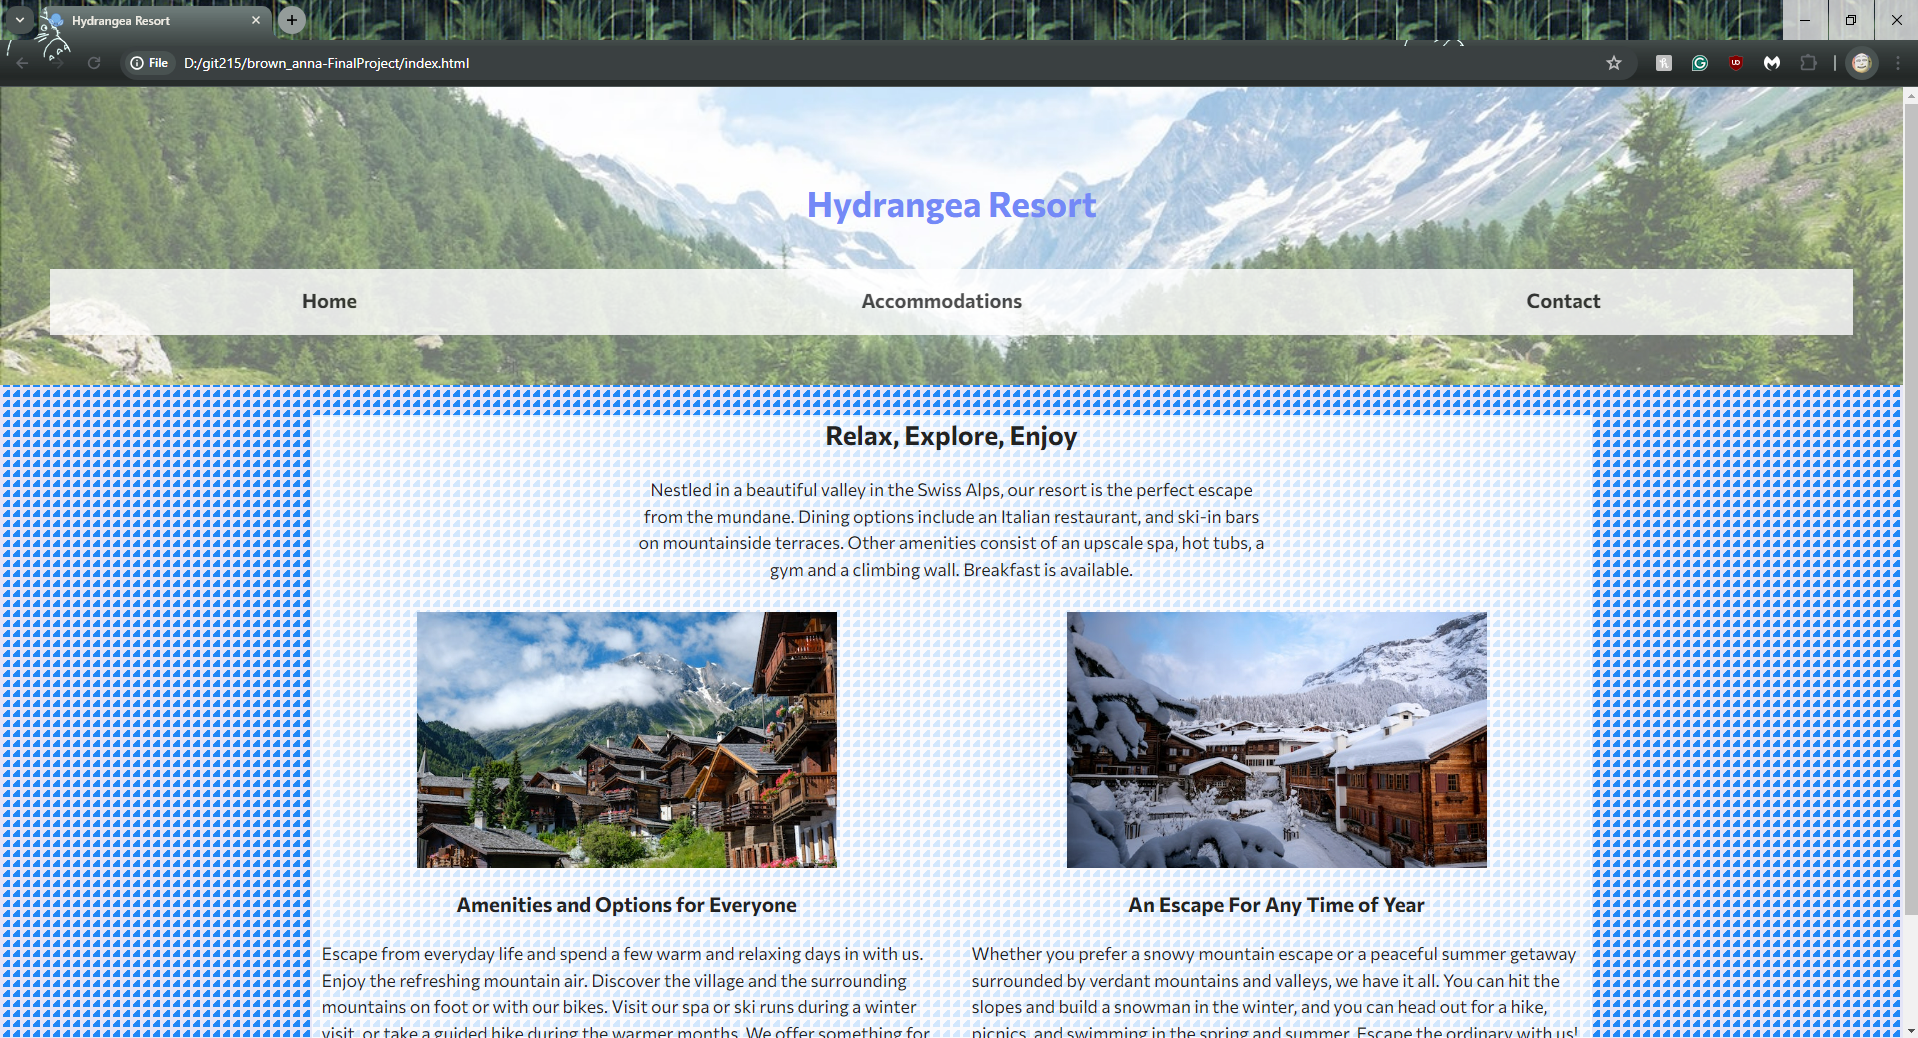 Hydrangea Resort
File D:/git215/brown_anna-FinalProject/index.html
Hydrangea Resort
Home Accommodations Contact
Relax, Explore, Enjoy
Nestled in a beautiful valley in the Swiss Alps, our resort is the perfect escape
from the mundane. Dining options include an Italian restaurant, and ski-in bars
on mountainside terraces. Other amenities consist of an upscale spa, hot tubs, a
gym and a climbing wall. Breakfast is available.
Amenities and Options for Everyone
Escape from everyday life and spend a few warm and relaxing days in with us.
Enjoy the refreshing mountain air. Discover the village and the surrounding
mountains on foot or with our bikes. Visit our spa or ski runs during a winter
visit, or take a guided hike during the warmer months. We offer something for
An Escape For Any Time of Year
Whether you prefer a snowy mountain escape or a peaceful summer getaway
surrounded by verdant mountains and valleys, we have it all. You can hit the
slopes and build a snowman in the winter, and you can head out for a hike,
picnics, and swimming in the spring and summer. Escape the ordinary with us!